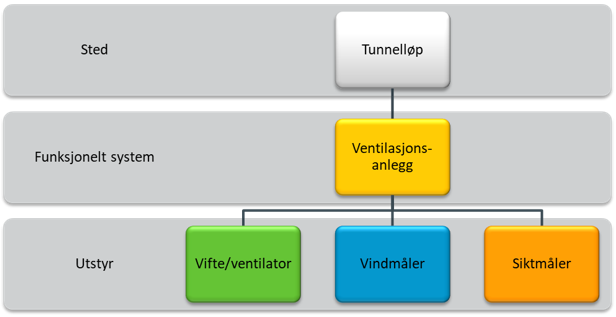 Sted
Tunnelløp
Funksjonelt system
Ventilasjons-
anlegg
Utstyr
Vifte/ventilator
Vindmåler
Siktmåler